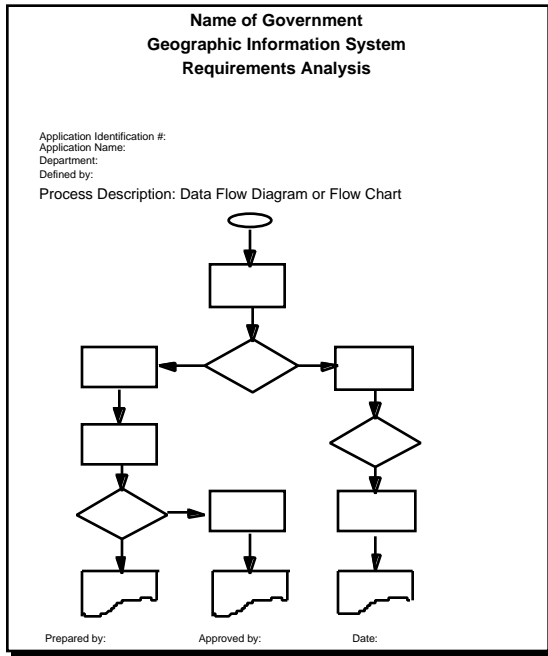 Name of Government
Geographic Information System
Requirements Analysis
Application Identification #:
Application Name:
Department:
Defined by:
Process Description: Data Flow Diagram or Flow Chart
Prepared by: Approved by: Date: